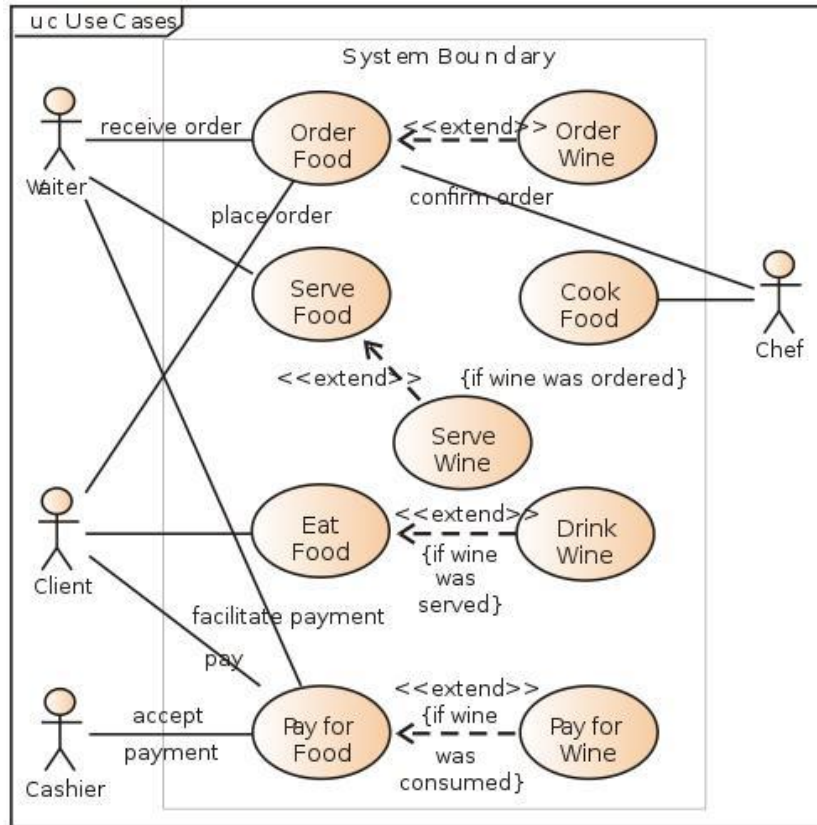 uc Use Cases
System Boundary
receive order
Order
Food
<<extend>>
Order
Wine
Waiter
place order
confirm order
Serve
Food
Cook
Food
Chef
<<extend>>
{if wine was ordered}
Serve
Wine
Eat
Food
<<extend>>
{if wine
was
served}
Drink
Wine
Client
facilitate payment
pay
accept
payment
Cashier
Pay for
Food
<<extend>>
{if wine
was
consumed}
Pay for
Wine